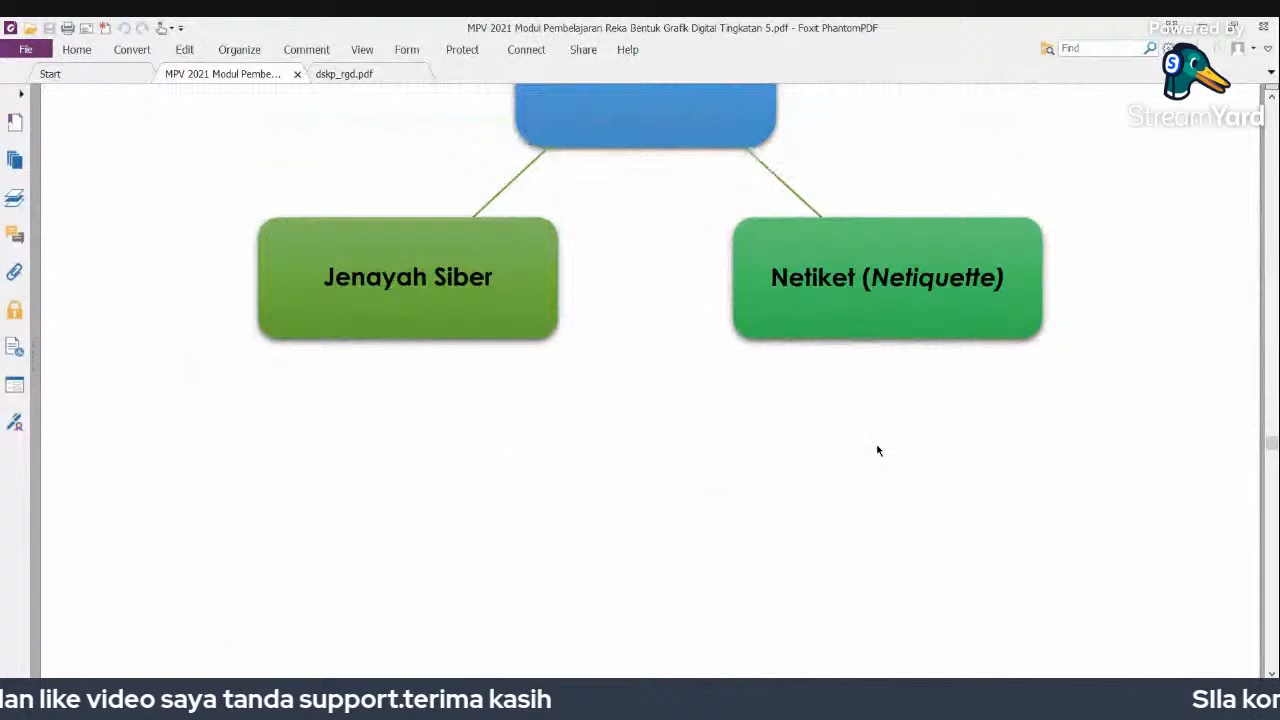 Powered by
StreamYard
MPV 2021 Modul Pembelajaran Reka Bentuk Grafik Digital Tingkatan 5.pdf - Foxit PhantomPDF
File Home Convert Edit Organize Comment View Form Protect Connect Share Help Find
Start MPV 2021 Modul Pembe... dskp_rgd.pdf
Jenayah Siber
Netiket (Netiquette)
lan like video saya tanda support.terima kasih
SIla kor